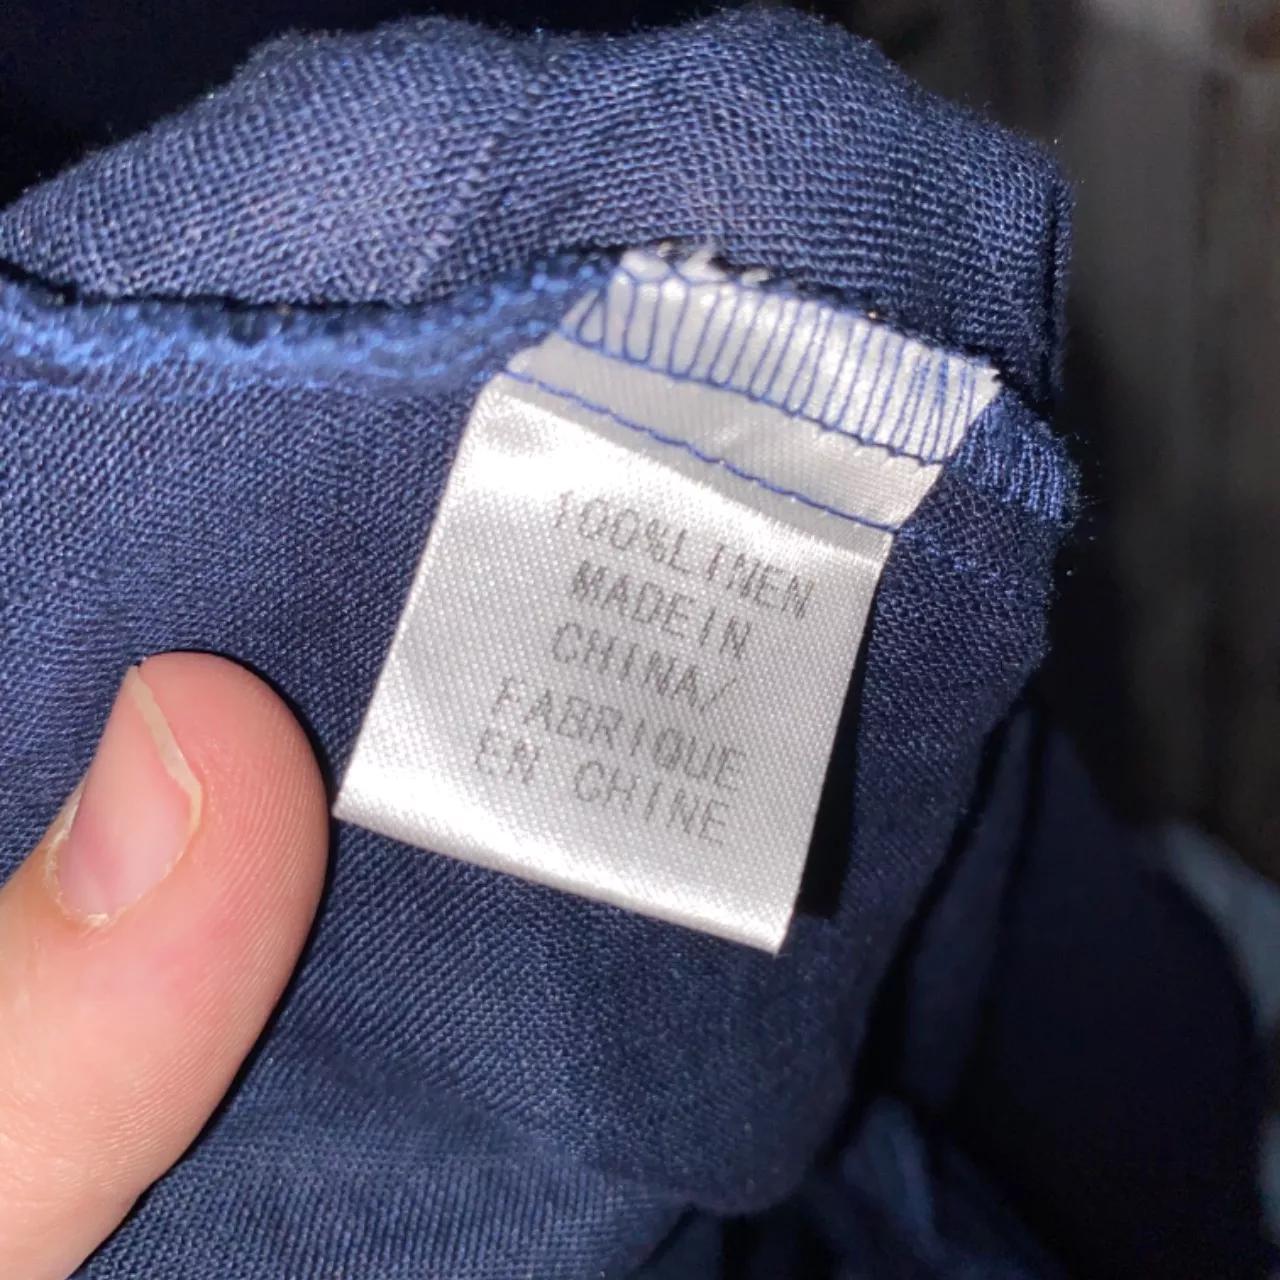 100%LINEN
MADEIN
CHINA/
FABRIQUE
EN CHINE